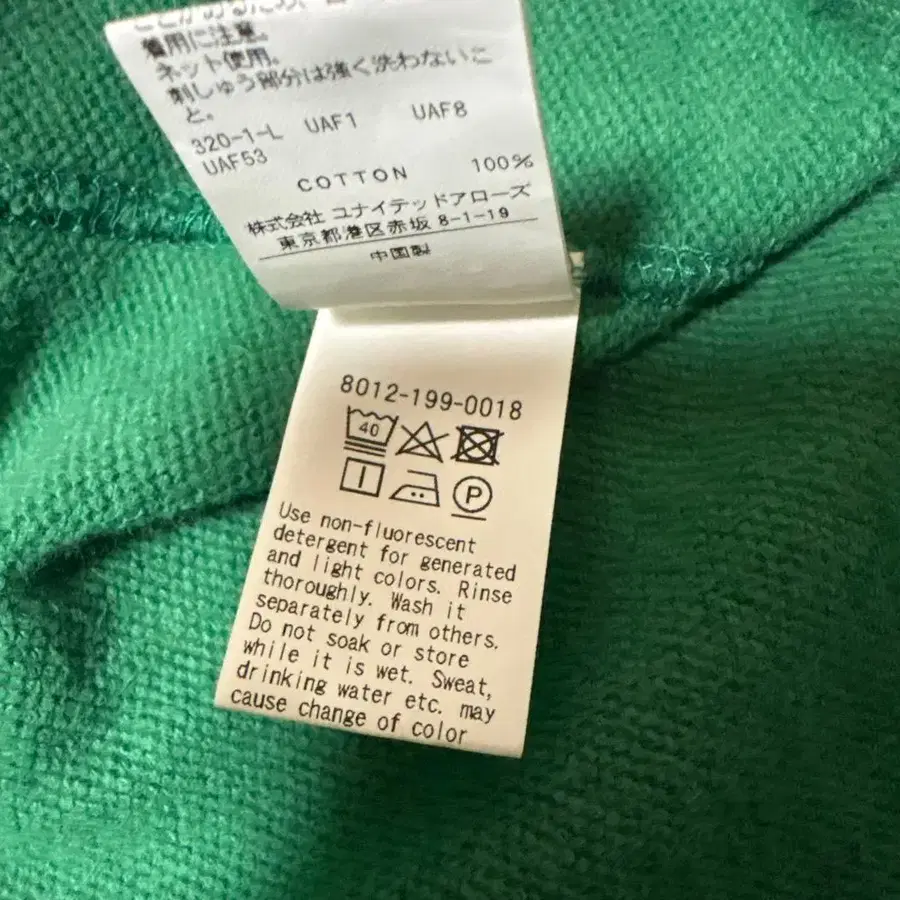 着用に注意。
ネット使用。
刺しゅう部分は強く洗わないこ
と。
320-1-L UAF1 UAF8
UAF53
COTTON 100%
株式会社 ユナイテッドアローズ
東京都港区赤坂 8-1-19
中国製
8012-199-0018
40
P
Use non-fluorescent
detergent for generated
and light colors. Rinse
thoroughly. Wash it
separately from others.
Do not soak or store
while it is wet. Sweat,
drinking water etc. may
cause change of color